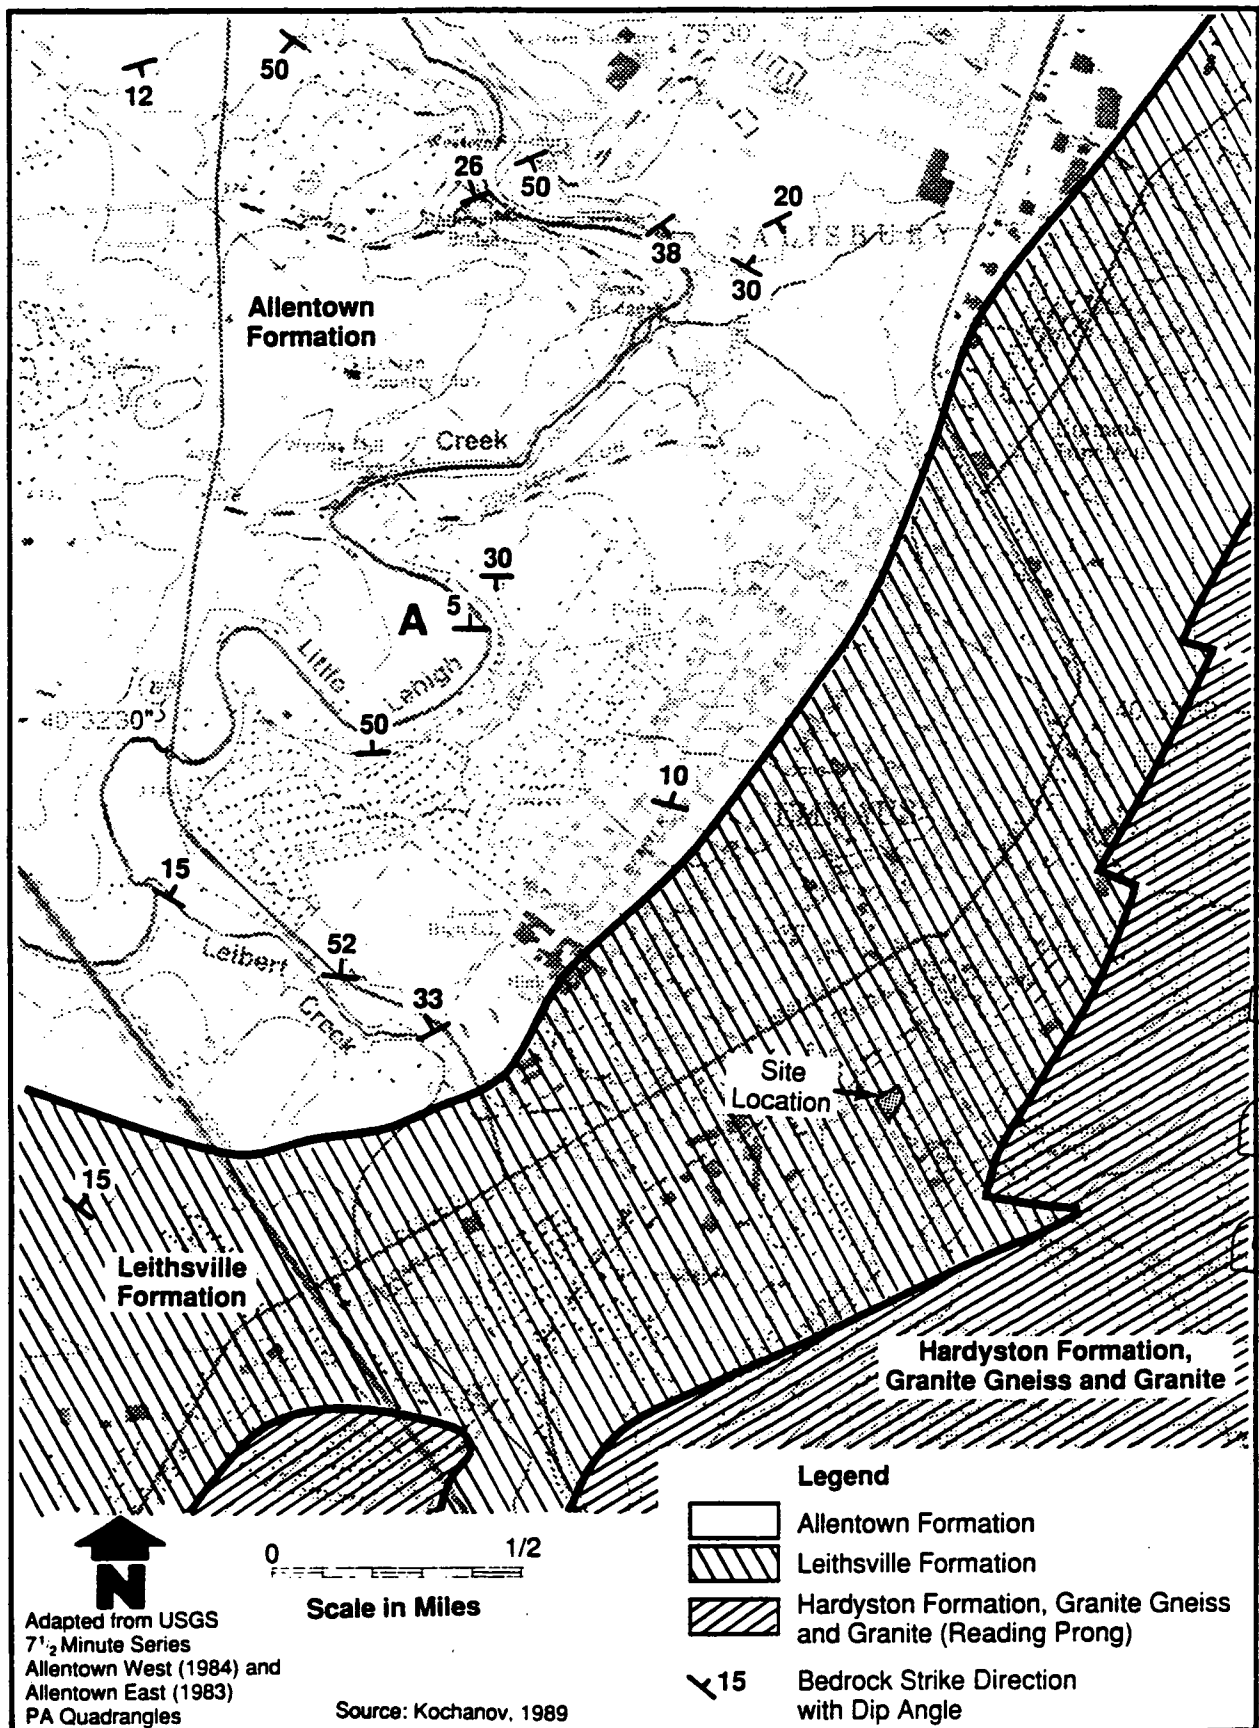 50
12
26
50
20
38
SALISBURY
30
Allentown
Formation
Creek
30
A
5
Little
Lehigh
40°32'30"
50
10
EMMAUS
15
Leibert
Creek
52
33
Site
Location
15
Leithsville
Formation
Hardyston Formation,
Granite Gneiss and Granite
Legend
Allentown Formation
Leithsville Formation
Hardyston Formation, Granite Gneiss
and Granite (Reading Prong)
15 Bedrock Strike Direction
with Dip Angle
N
0 1/2
Scale in Miles
Adapted from USGS
7 1/2 Minute Series
Allentown West (1984) and
Allentown East (1983)
PA Quadrangles
Source: Kochanov, 1989